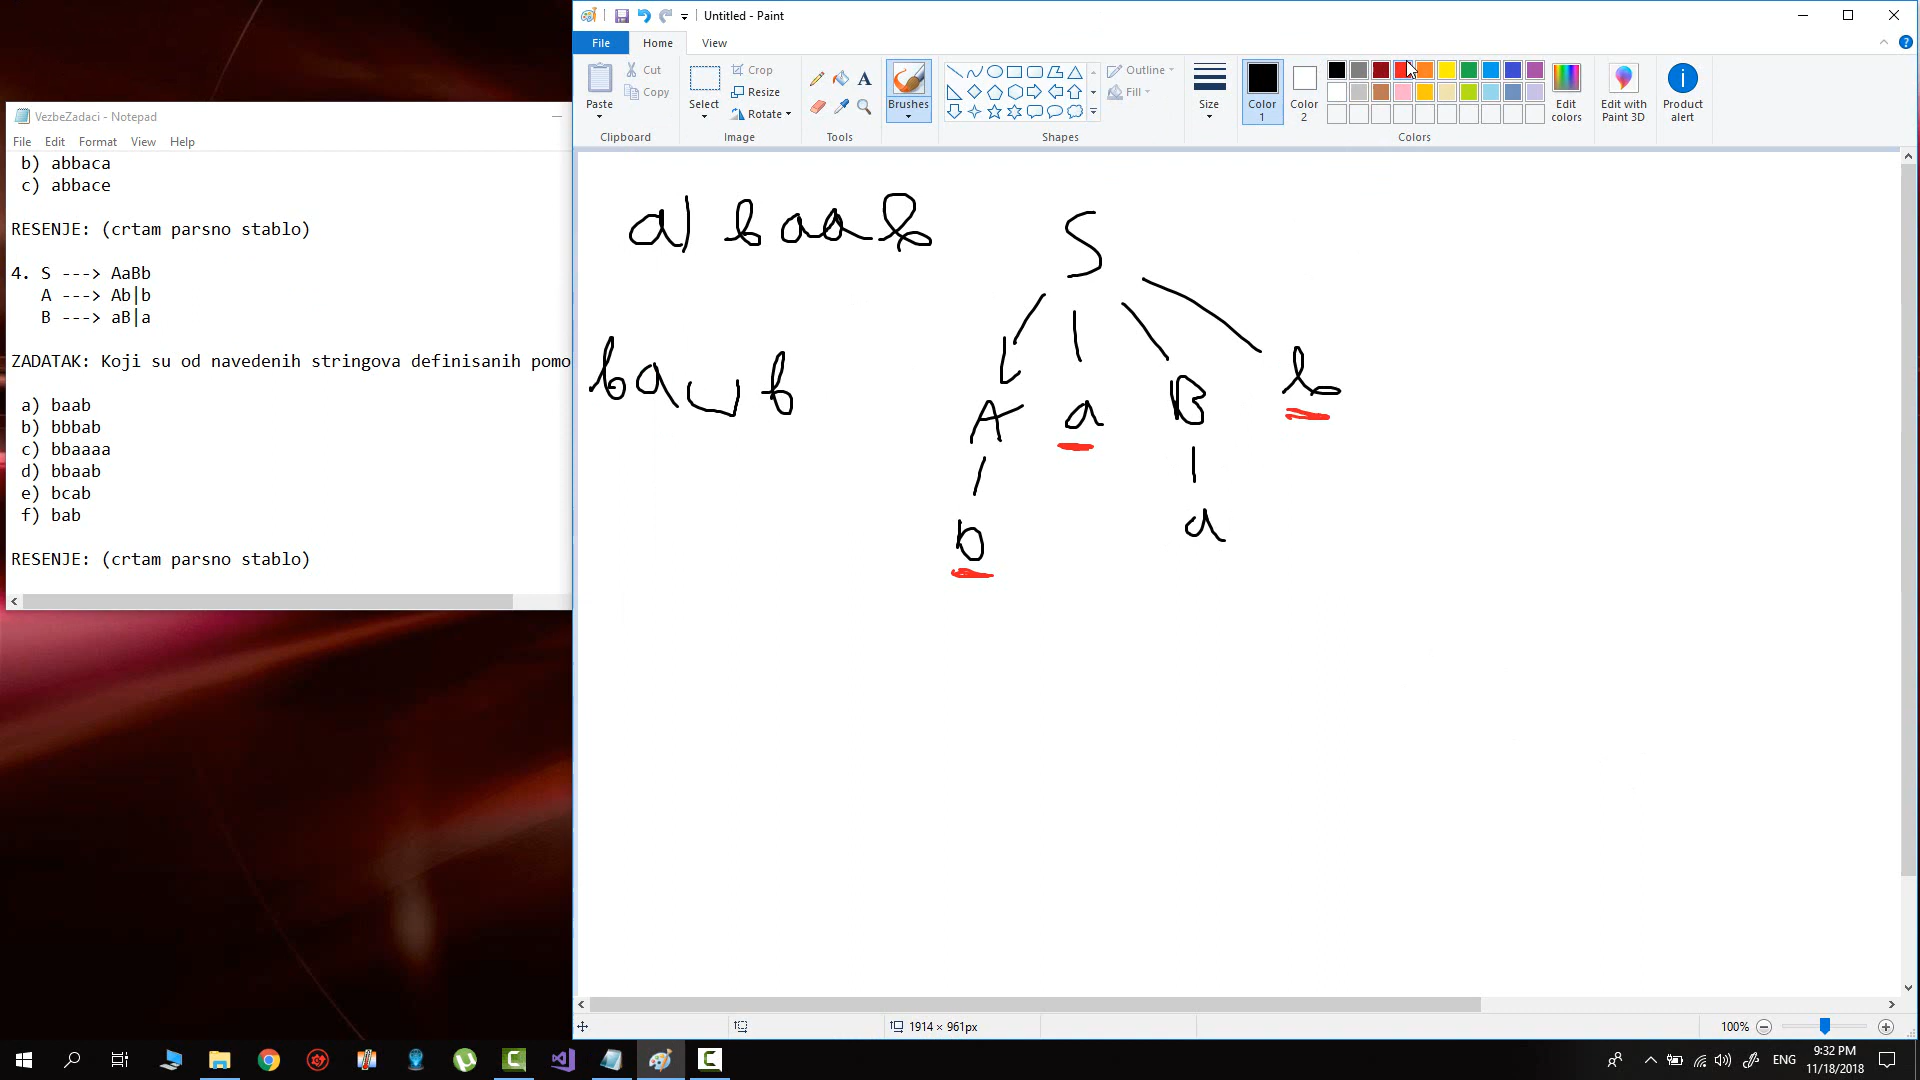 Untitled - Paint
File Home View
Paste
Cut
Copy
Clipboard
Select
Crop
Resize
Rotate
Image
Tools
Brushes
Outline
Fill
Shapes
Size
Color 1
Color 2
Edit colors
Colors
Edit with Paint 3D
Product alert
VezbeZadaci - Notepad
File Edit Format View Help
b) abbaca
c) abbace
RESENJE: (crtam parsno stablo)
4. S ---> AaBb
A ---> Ab|b
B ---> aB|a
ZADATAK: Koji su od navedenih stringova definisanih pomo
a) baab
b) bbbab
c) bbaaaa
d) bbaab
e) bcab
f) bab
RESENJE: (crtam parsno stablo)
a) baab
S
ba b
A a B b
b a
1914 × 961px
100%
ENG
9:32 PM
11/18/2018